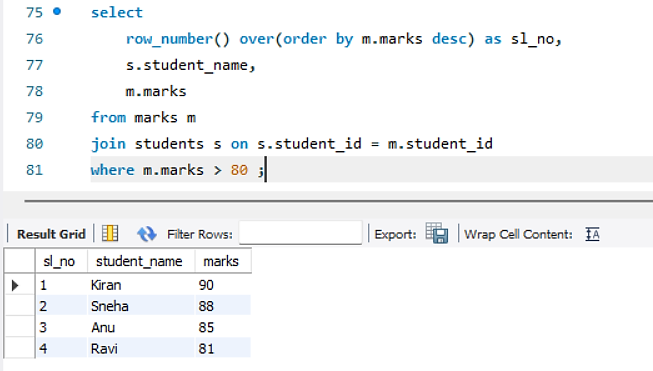 75 select
76 row_number() over(order by m.marks desc) as sl_no,
77 s.student_name,
78 m.marks
79 from marks m
80 join students s on s.student_id = m.student_id
81 where m.marks > 80 ;
Result Grid Filter Rows: Export: Wrap Cell Content: IA
sl_no student_name marks
1 Kiran 90
2 Sneha 88
3 Anu 85
4 Ravi 81